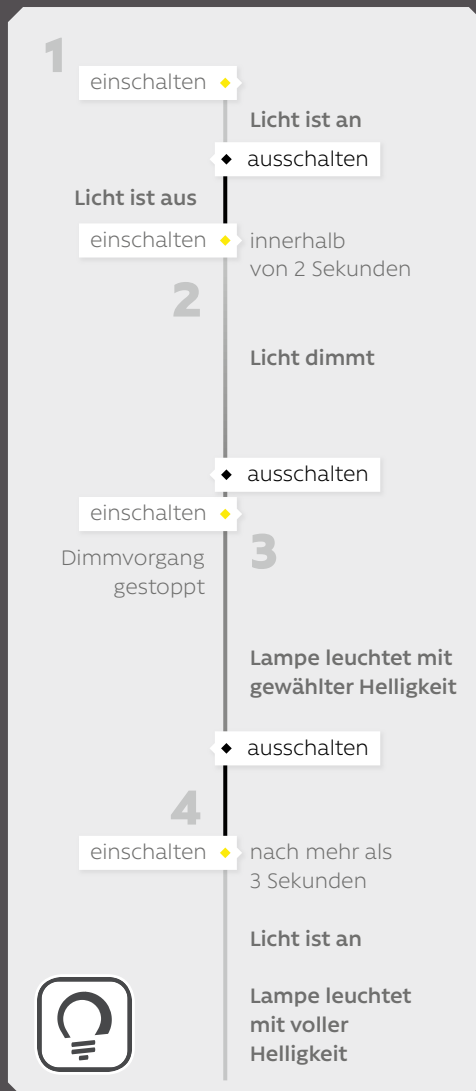 1
einschalten
Licht ist an
ausschalten
Licht ist aus
einschalten
innerhalb
von 2 Sekunden
2
Licht dimmt
ausschalten
einschalten
3
Dimmvorgang
gestoppt
Lampe leuchtet mit
gewählter Helligkeit
ausschalten
4
einschalten
nach mehr als
3 Sekunden
Licht ist an
Lampe leuchtet
mit voller
Helligkeit